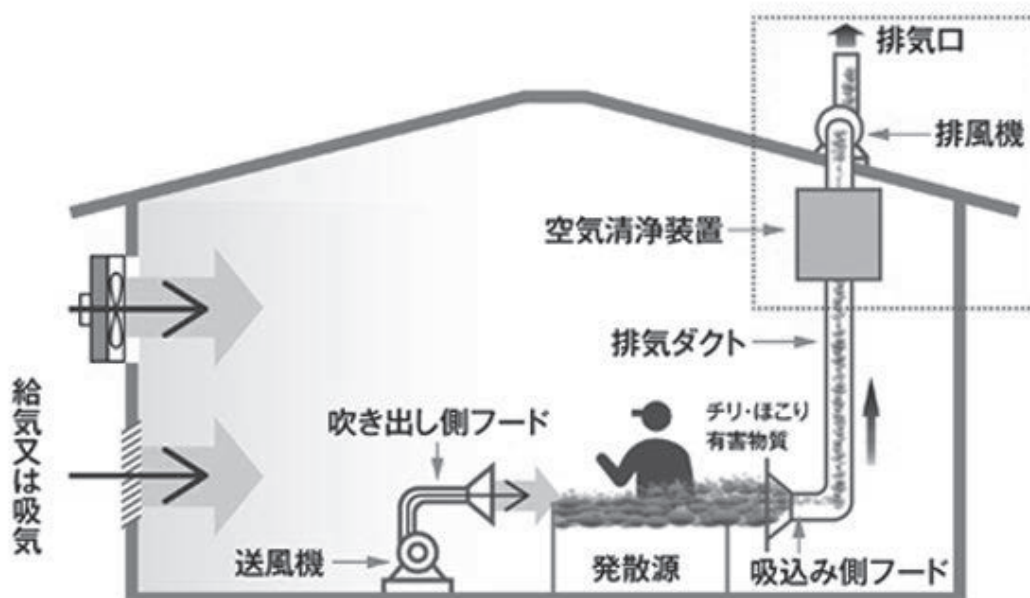 排気口
排風機
空気清浄装置
排気ダクト
給気又は吸気
吹き出し側フード
チリ・ほこり
有害物質
送風機
発散源
吸込み側フード